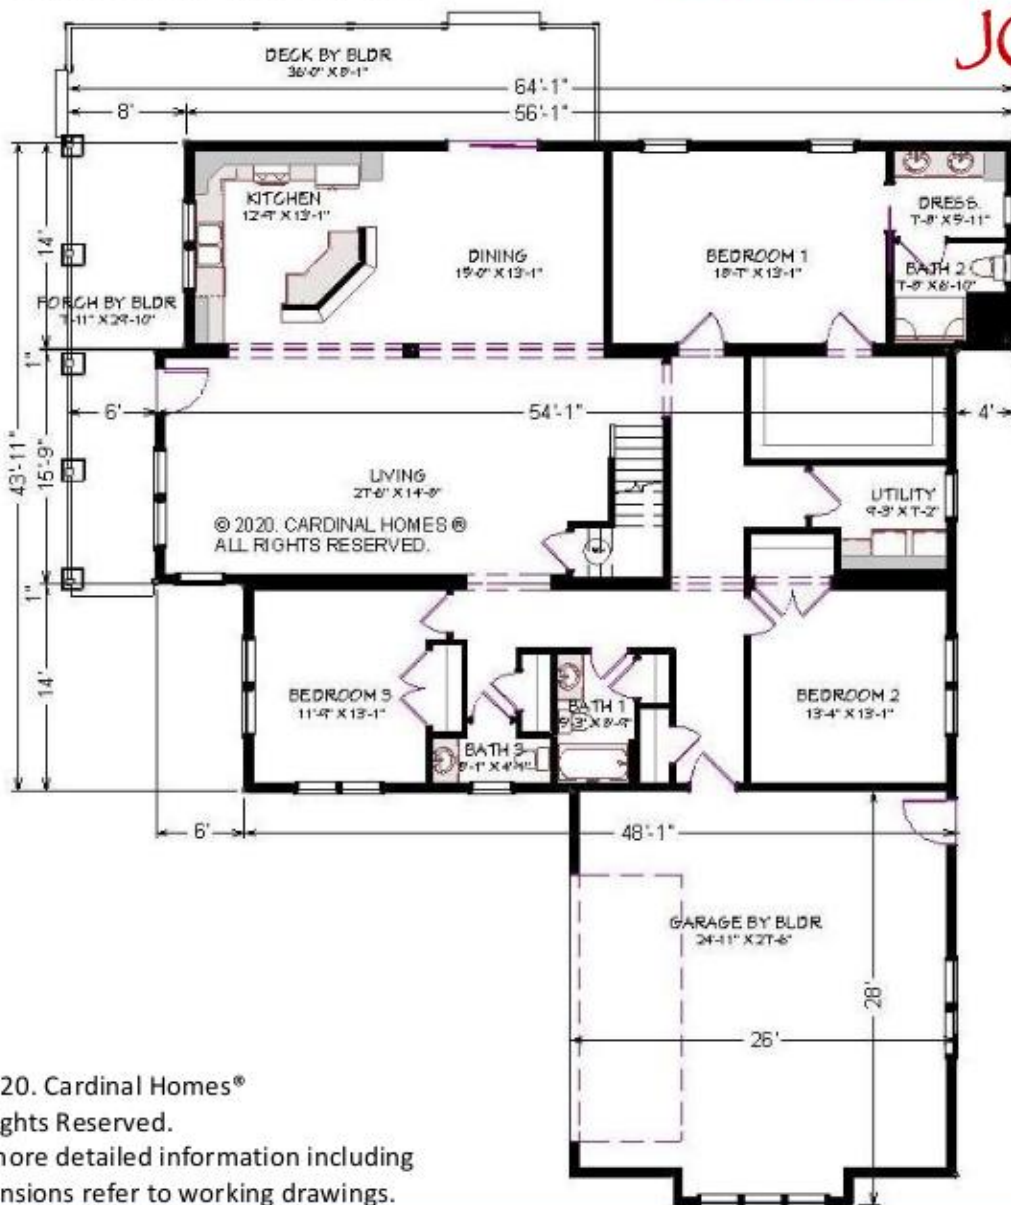 JO
DECK BY BLDR
36'-0" X 8'-1"
64'-1"
8'
56'-1"
KITCHEN
12'-9" X 13'-1"
DINING
15'-0" X 13'-1"
BEDROOM 1
18'-7" X 13'-1"
DRESS.
7'-8" X 5'-11"
BATH 2
7'-8" X 6'-10"
14'
PORCH BY BLDR
7'-11" X 29'-10"
1"
6'
54'-1"
4'
43'-11"
15'-9"
LIVING
27'-6" X 14'-8"
UTILITY
9'-3" X 7'-2"
© 2020. CARDINAL HOMES ®
ALL RIGHTS RESERVED.
1"
14'
BEDROOM 3
11'-9" X 13'-1"
BATH 1
BEDROOM 2
13'-4" X 13'-1"
BATH 3
6'
48'-1"
GARAGE BY BLDR
24'-11" X 27'-6"
28'
26'
20. Cardinal Homes®
ghts Reserved.
nore detailed information including
nsions refer to working drawings.